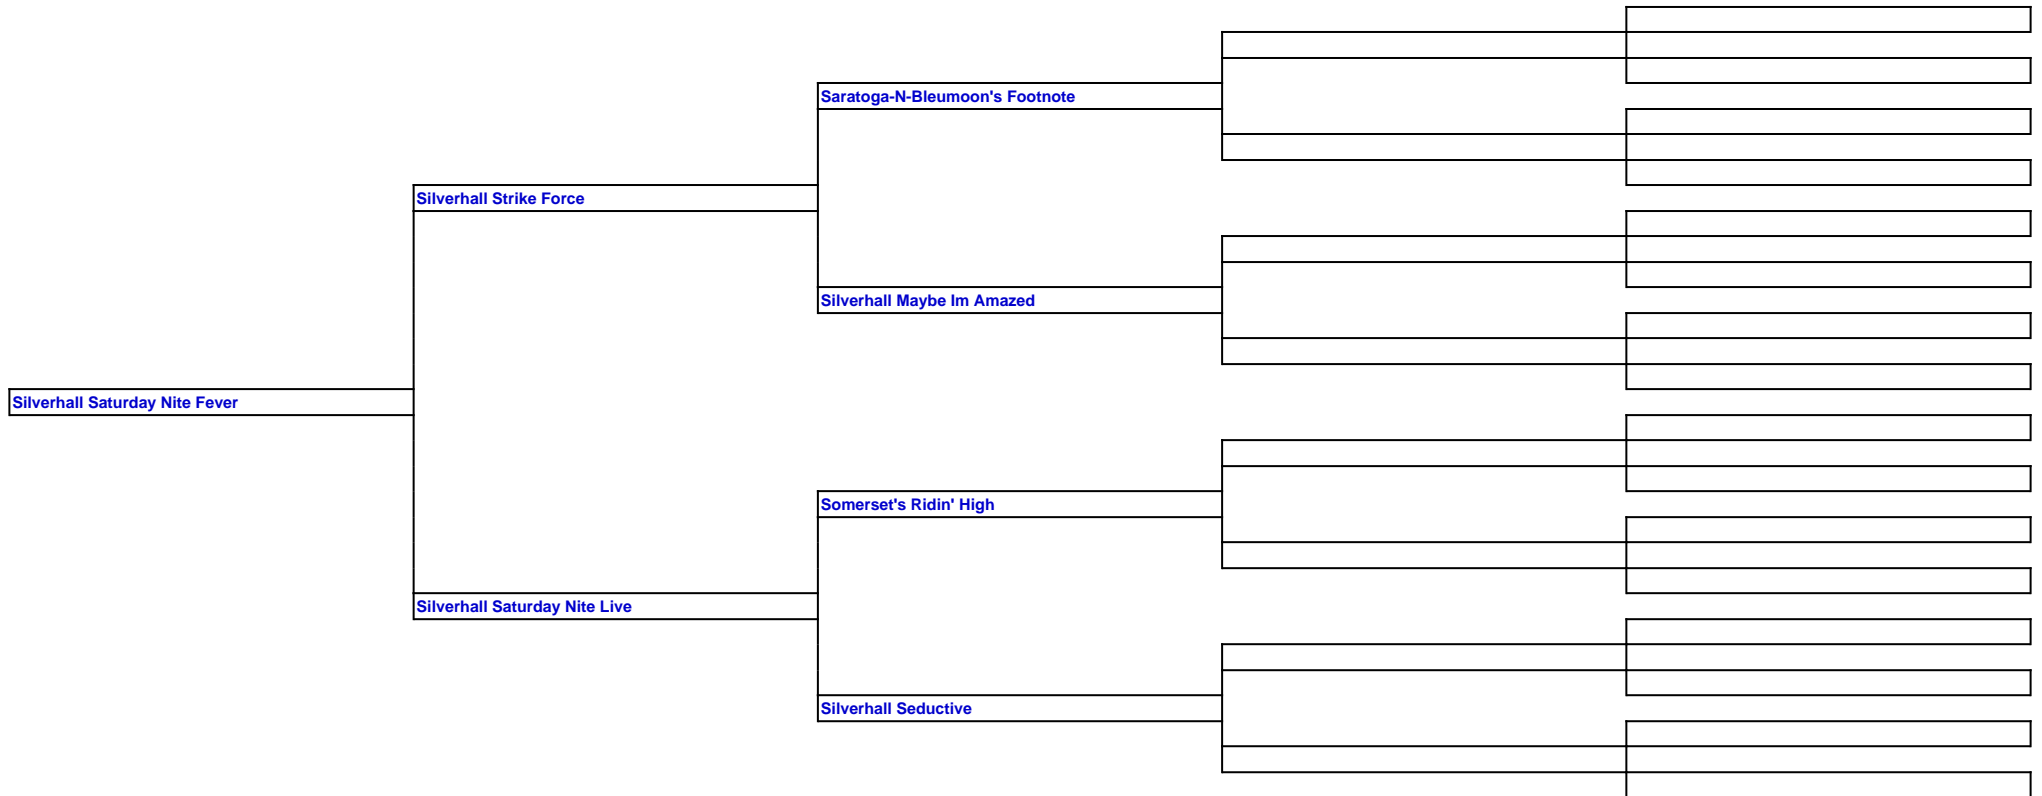 Saratoga-N-Bleumoon's Footnote
Silverhall Strike Force
Silverhall Maybe Im Amazed
Silverhall Saturday Nite Fever
Somerset's Ridin' High
Silverhall Saturday Nite Live
Silverhall Seductive